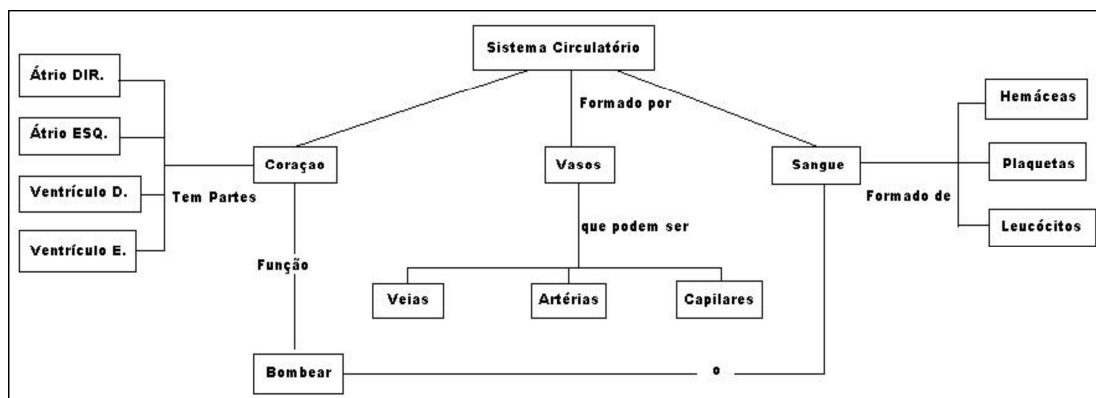 Sistema Circulatório
Átrio DIR.
Formado por
Hemáceas
Átrio ESQ.
Coraçao
Vasos
Sangue
Plaquetas
Ventrículo D.
Tem Partes
Formado de
que podem ser
Leucócitos
Ventrículo E.
Função
Veias
Artérias
Capilares
Bombear
o